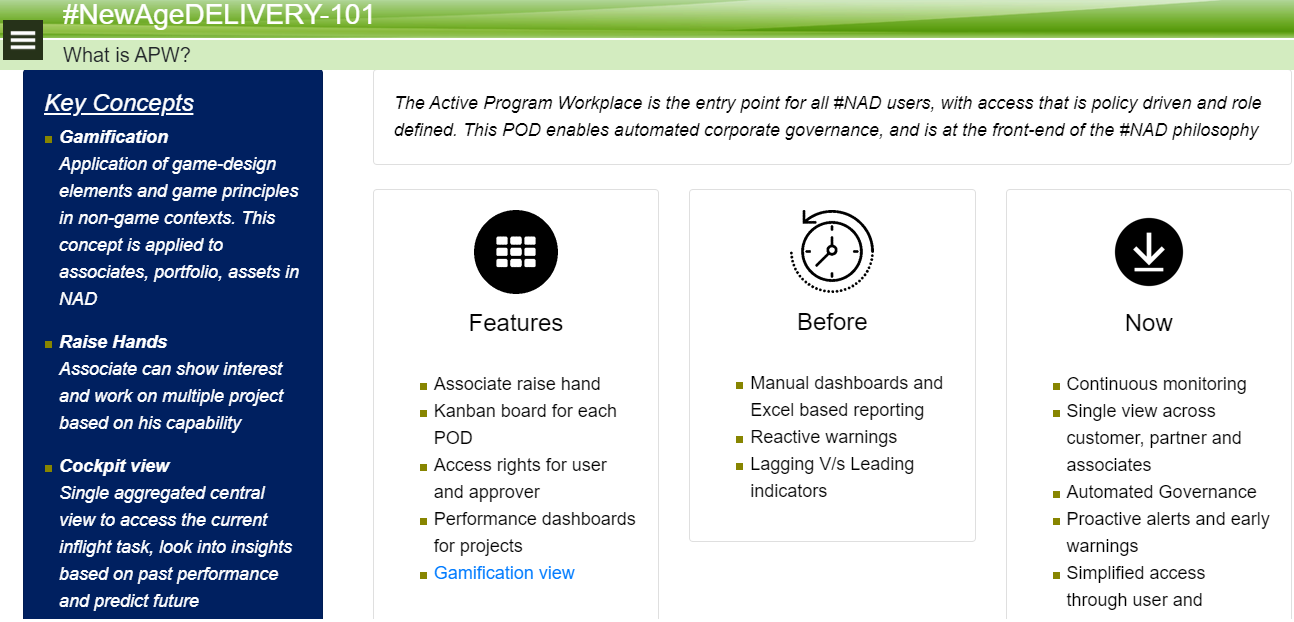 #NewAgeDELIVERY-101
What is APW?
Key Concepts
Gamification
Application of game-design
elements and game principles
in non-game contexts. This
concept is applied to
associates, portfolio, assets in
NAD
Raise Hands
Associate can show interest
and work on multiple project
based on his capability
Cockpit view
Single aggregated central
view to access the current
inflight task, look into insights
based on past performance
and predict future
The Active Program Workplace is the entry point for all #NAD users, with access that is policy driven and role
defined. This POD enables automated corporate governance, and is at the front-end of the #NAD philosophy
Features
Associate raise hand
Kanban board for each
POD
Access rights for user
and approver
Performance dashboards
for projects
Gamification view
Before
Manual dashboards and
Excel based reporting
Reactive warnings
Lagging V/s Leading
indicators
Now
Continuous monitoring
Single view across
customer, partner and
associates
Automated Governance
Proactive alerts and early
warnings
Simplified access
through user and